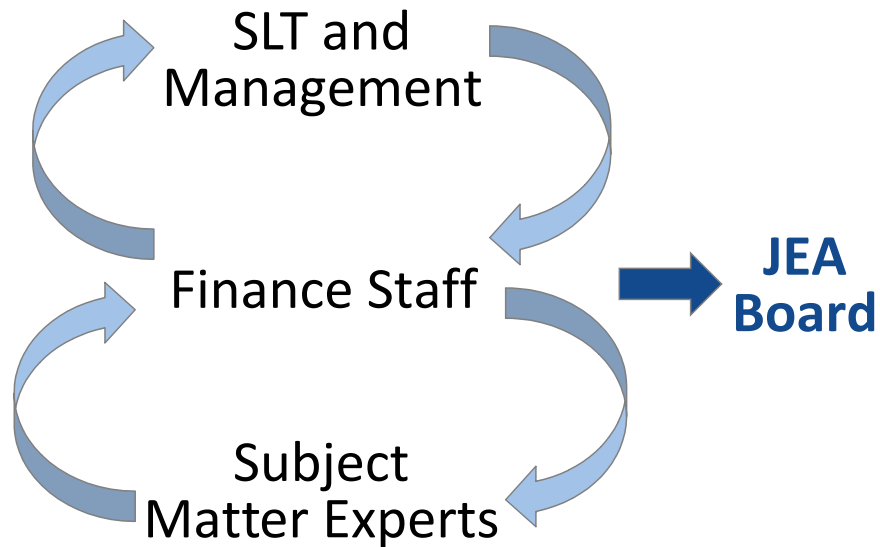 SLT and
Management
Finance Staff
JEA
Board
Subject
Matter Experts